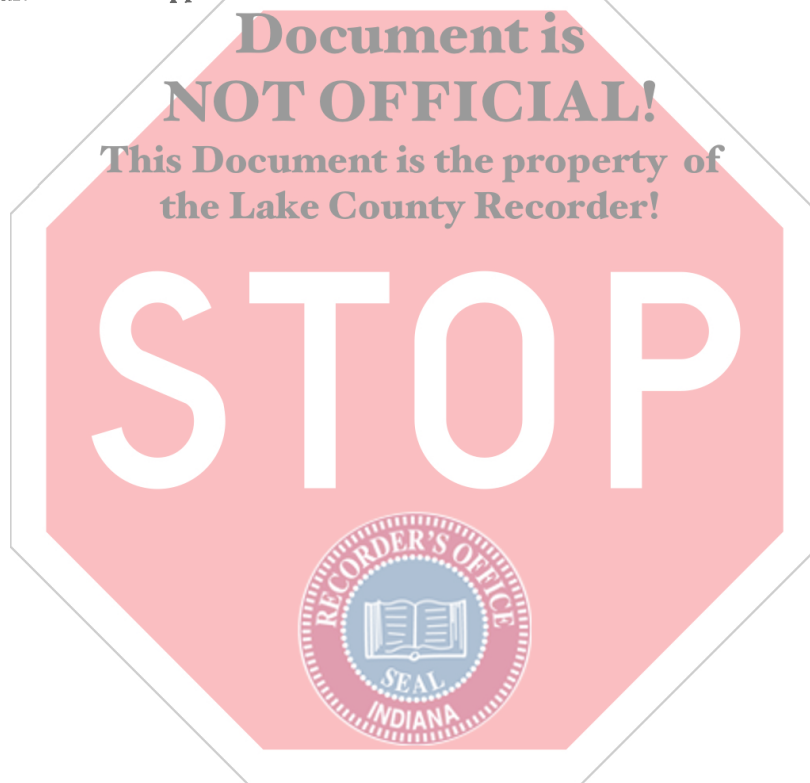 Document is
NOT OFFICIAL!
This Document is the property of
the Lake County Recorder!
STOP
RECORDER'S OFFICE
SEAL
INDIANA